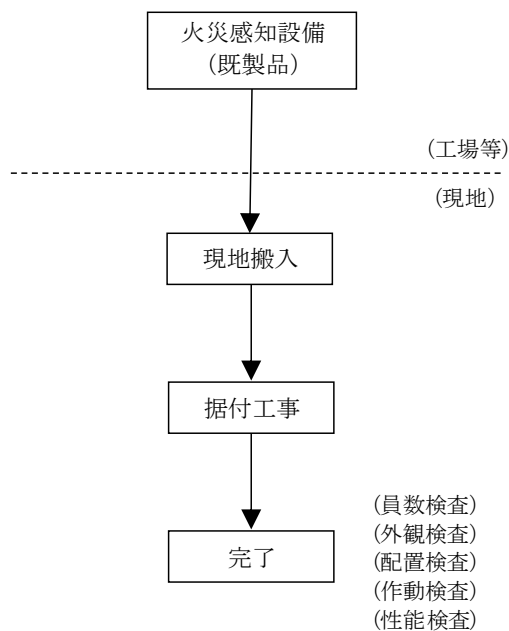 火災感知設備
（既製品）
（工場等）
（現地）
現地搬入
据付工事
（員数検査）
（外観検査）
（配置検査）
完了
（作動検査）
（性能検査）